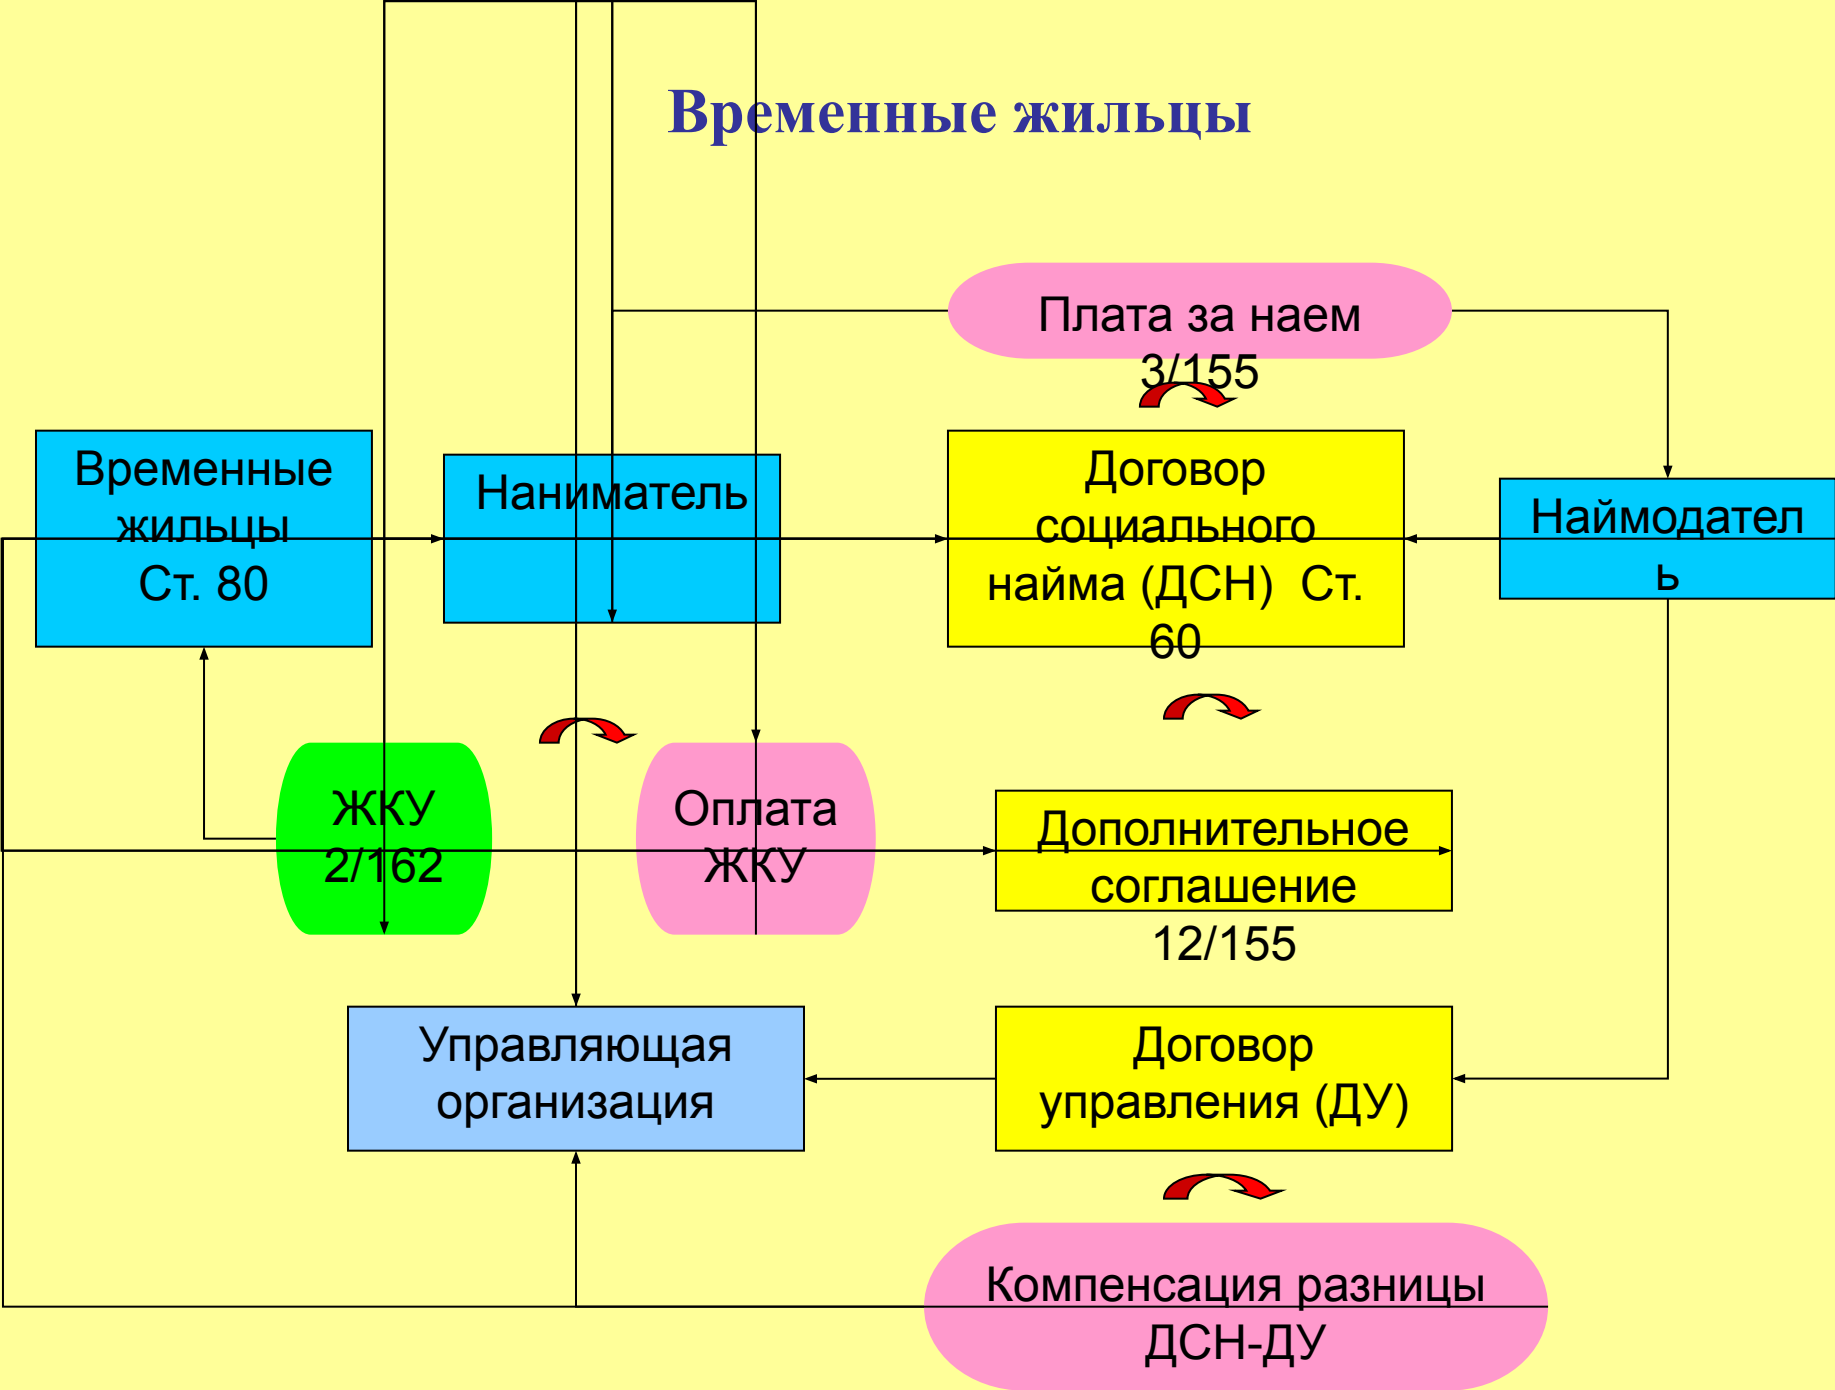 Временные жильцы
Плата за наем
3/155
Временные
жильцы
Ст. 80
Наниматель
Договор
социального
найма (ДСН)  Ст.
60
Наймодател
ь
ЖКУ
2/162
Оплата
ЖКУ
Дополнительное
соглашение
12/155
Управляющая
организация
Договор
управления (ДУ)
Компенсация разницы
ДСН-ДУ